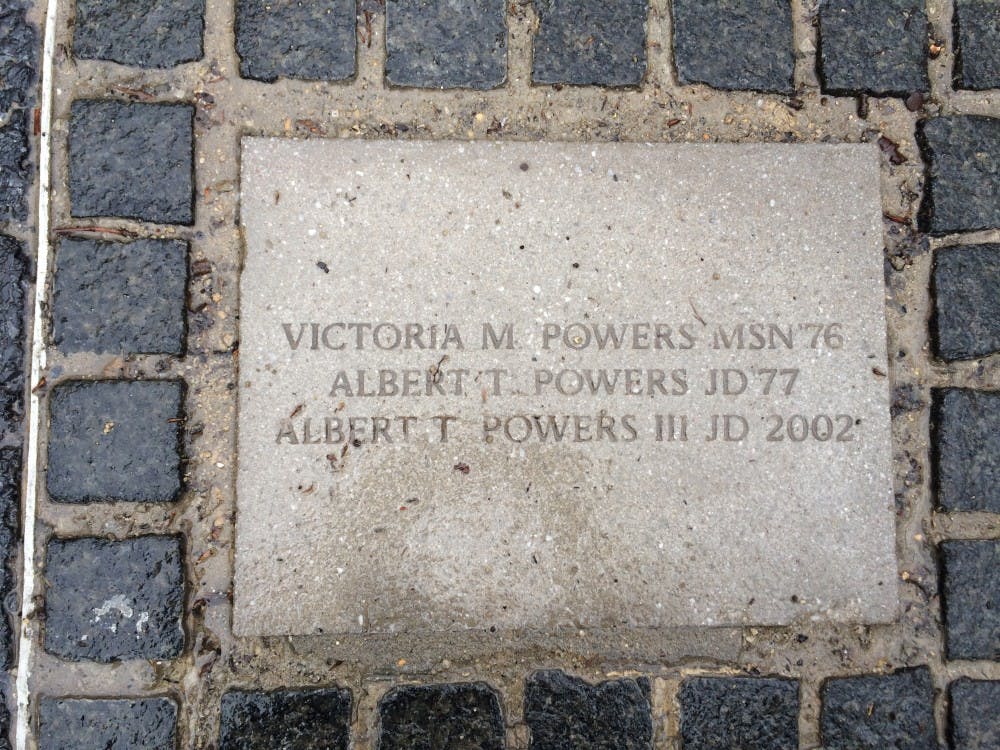 VICTORIA M. POWERS MSN'76
ALBERT T. POWERS JD'77
ALBERT T. POWERS III JD 2002